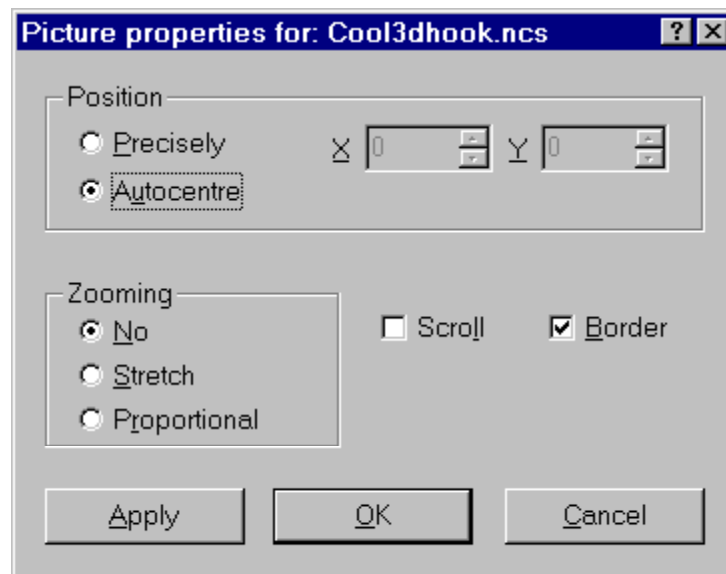 Picture properties for: Cool3dhook.ncs ? ×
Position
Precisely X 0 Y 0
Autocentre
Zooming
No Scroll Border
Stretch
Proportional
Apply OK Cancel